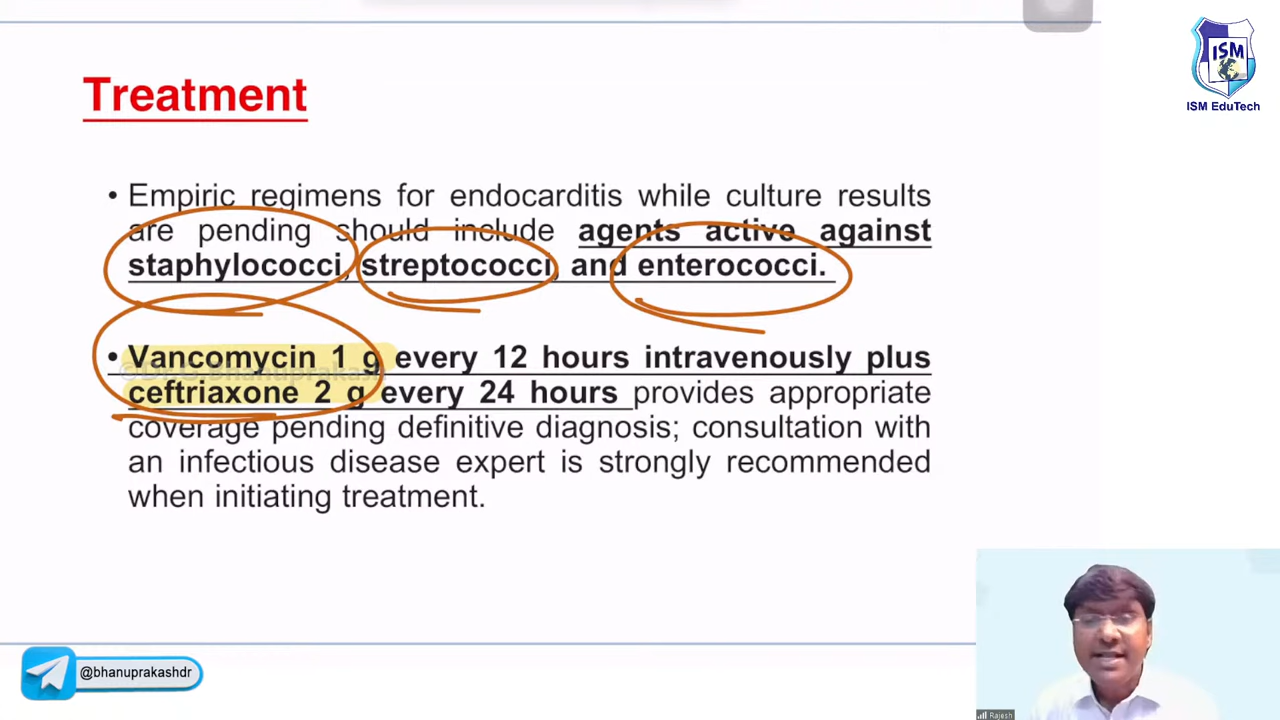 ISM
ISM EduTech
Treatment
• Empiric regimens for endocarditis while culture results
are pending should include agents active against
staphylococci, streptococci, and enterococci.
• Vancomycin 1 g every 12 hours intravenously plus
ceftriaxone 2 g every 24 hours provides appropriate
coverage pending definitive diagnosis; consultation with
an infectious disease expert is strongly recommended
when initiating treatment.
@bhanuprakashdr
Rajesh